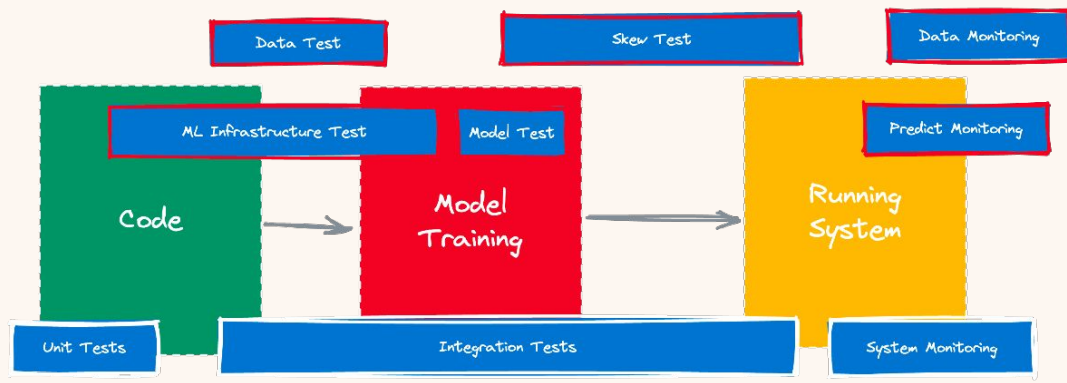 Data Test
Skew Test
Data Monitoring
ML Infrastructure Test
Model Test
Predict Monitoring
Code
Model
Training
Running
System
Unit Tests
Integration Tests
System Monitoring